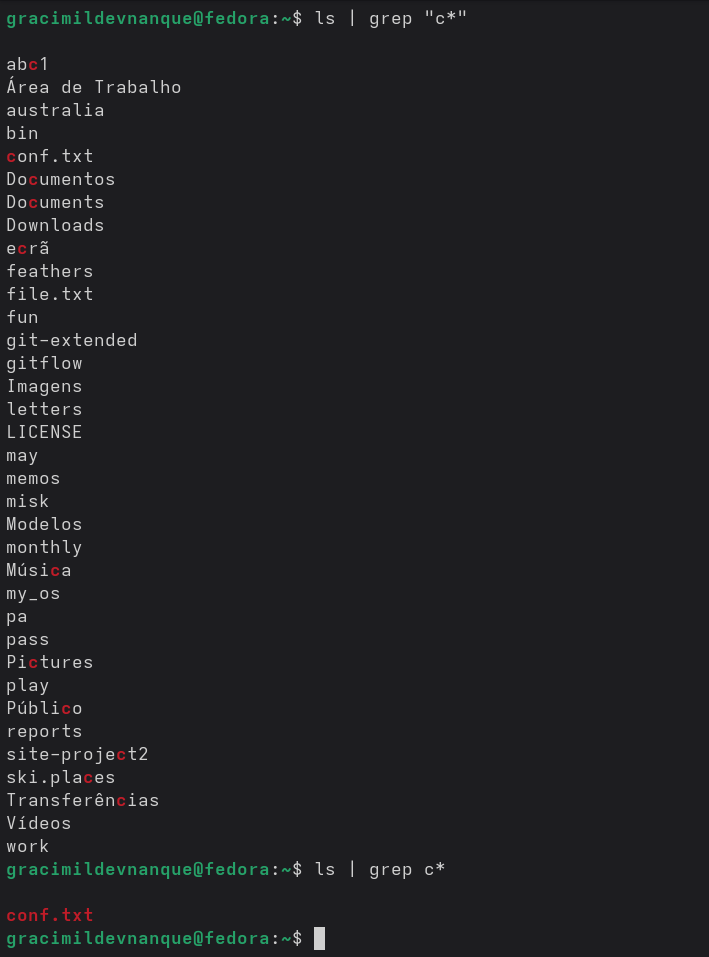 gracimildevnanque@fedora:~$ ls | grep "c*"
abc1
Área de Trabalho
australia
bin
conf.txt
Documentos
Documents
Downloads
ecrã
feathers
file.txt
fun
git-extended
gitflow
Imagens
letters
LICENSE
may
memos
misk
Modelos
monthly
Música
my_os
pa
pass
Pictures
play
Público
reports
site-project2
ski.places
Transferências
Vídeos
work
gracimildevnanque@fedora:~$ ls | grep c*
conf.txt
gracimildevnanque@fedora:~$